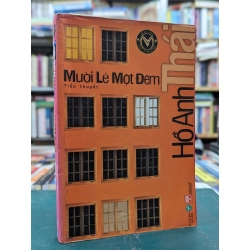 Mười Lẻ Một Đêm
Tiểu thuyết
Hồ Anh Thái